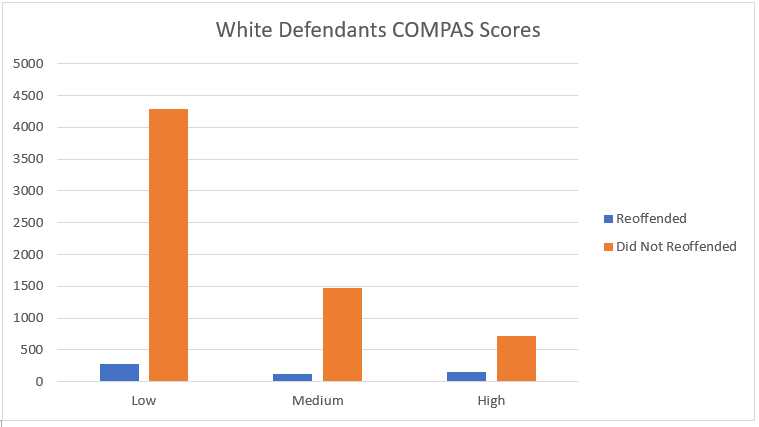 White Defendants COMPAS Scores
5000
4500
4000
3500
3000
2500
2000
1500
1000
500
0
Low Medium High
Reoffended
Did Not Reoffended